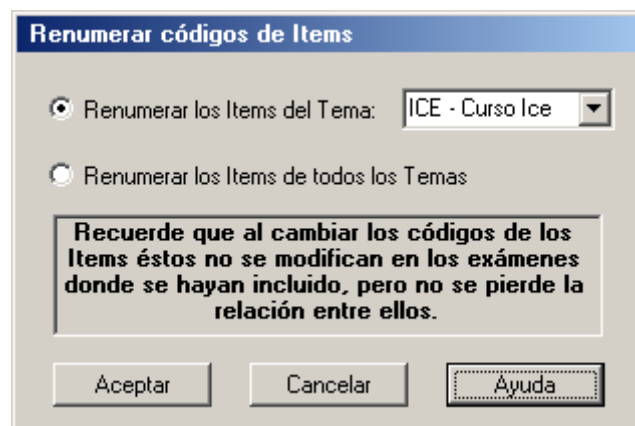 Renumerar códigos de Items
Renumerar los Items del Tema: ICE - Curso Ice
Renumerar los Items de todos los Temas
Recuerde que al cambiar los códigos de los
Items éstos no se modifican en los exámenes
donde se hayan incluido, pero no se pierde la
relación entre ellos.
Aceptar Cancelar Ayuda